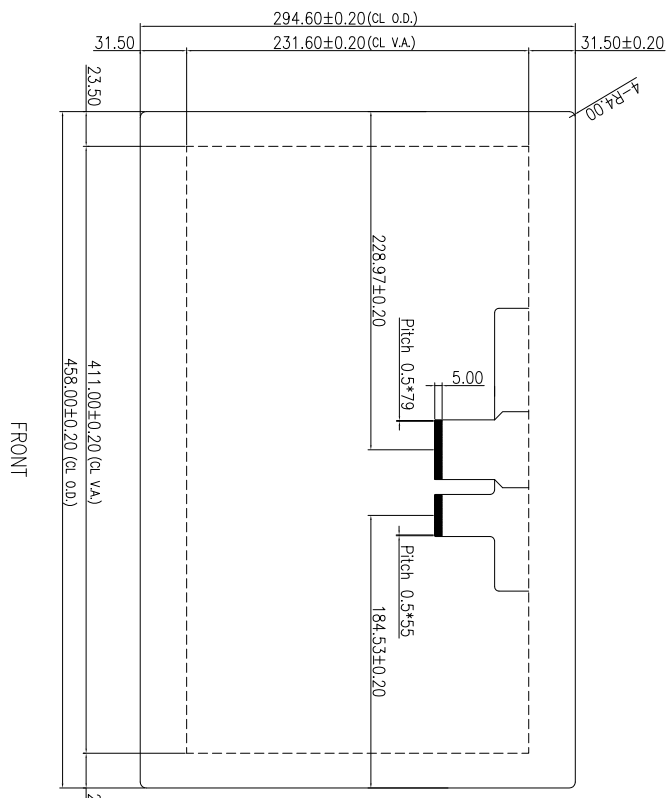 294.60±0.20(CL O.D.)
31.50
231.60±0.20(CL V.A.)
31.50±0.20
4-R4.00
23.50
228.97±0.20
Pitch 0.5*79
5.00
411.00±0.20 (CL V.A.)
458.00±0.20 (CL O.D.)
FRONT
Pitch 0.5*55
184.53±0.20